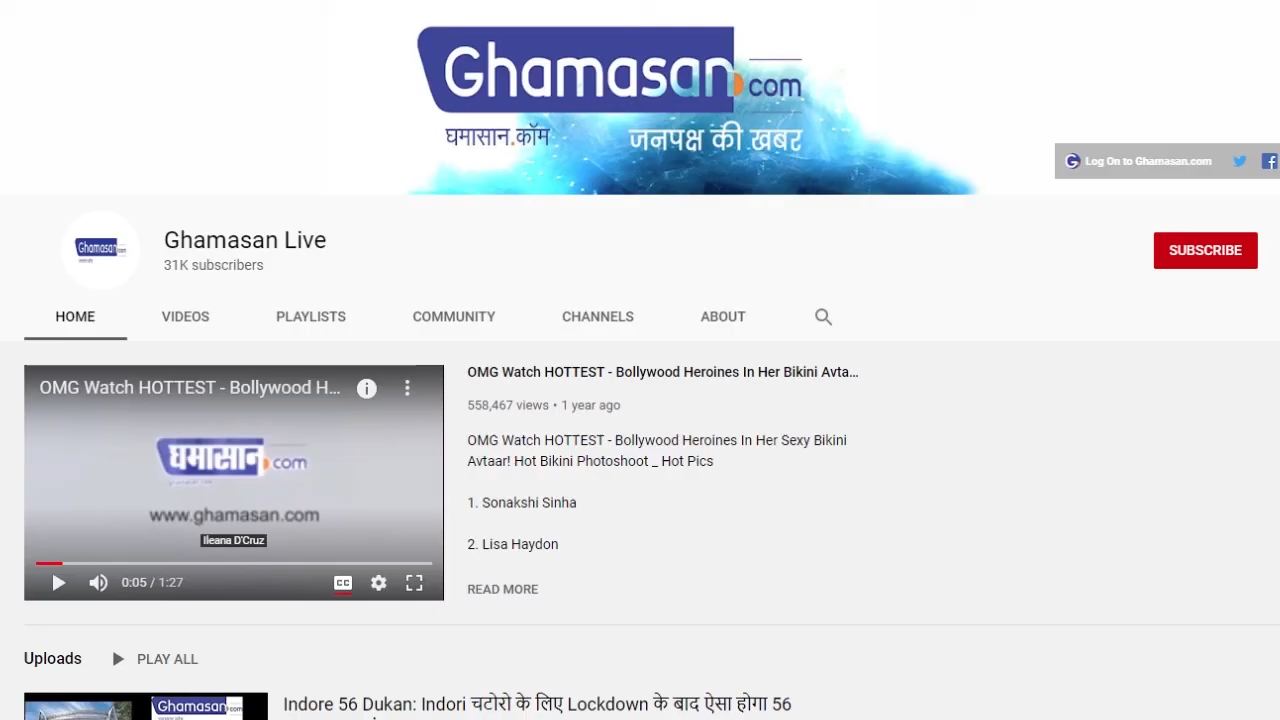 Ghamasan.com
घमासान.कॉम
जनपक्ष की खबर
Log On to Ghamasan.com
Ghamasan
Ghamasan Live
31K subscribers
SUBSCRIBE
HOME VIDEOS PLAYLISTS COMMUNITY CHANNELS ABOUT
OMG Watch HOTTEST - Bollywood H...
घमासान.com
www.ghamasan.com
Ileana D'Cruz
0:05 / 1:27
CC
OMG Watch HOTTEST - Bollywood Heroines In Her Bikini Avta...
558,467 views • 1 year ago
OMG Watch HOTTEST - Bollywood Heroines In Her Sexy Bikini
Avtaar! Hot Bikini Photoshoot _ Hot Pics
1. Sonakshi Sinha
2. Lisa Haydon
READ MORE
Uploads PLAY ALL
Ghamasan.com
Indore 56 Dukan: Indori चटोरो के लिए Lockdown के बाद ऐसा होगा 56